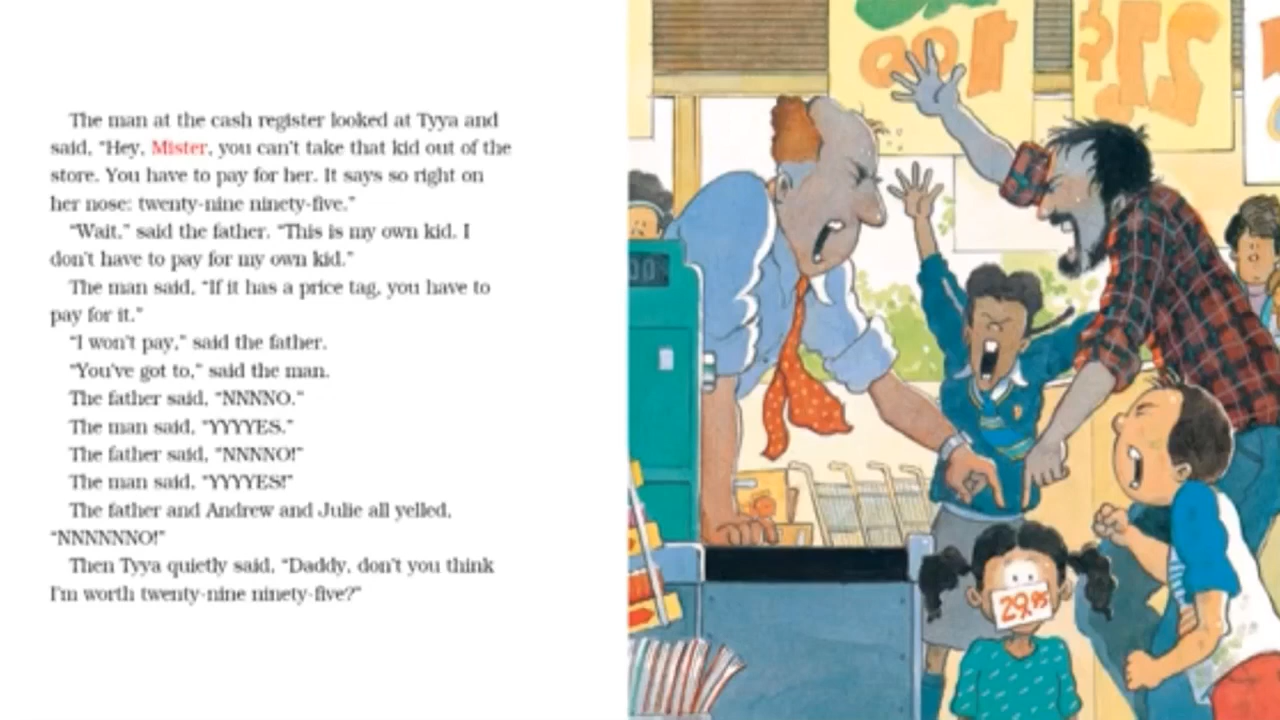 The man at the cash register looked at Tyya and
said, “Hey, Mister, you can’t take that kid out of the
store. You have to pay for her. It says so right on
her nose: twenty-nine ninety-five.”
“Wait,” said the father. “This is my own kid. I
don’t have to pay for my own kid.”
The man said, “If it has a price tag, you have to
pay for it.”
“I won’t pay,” said the father.
“You’ve got to,” said the man.
The father said, “NNNNO.”
The man said, “YYYYES.”
The father said, “NNNNO!”
The man said, “YYYYES!”
The father and Andrew and Julie all yelled,
“NNNNNNO!”
Then Tyya quietly said, “Daddy, don’t you think
I’m worth twenty-nine ninety-five?”
100
22¢
29.95